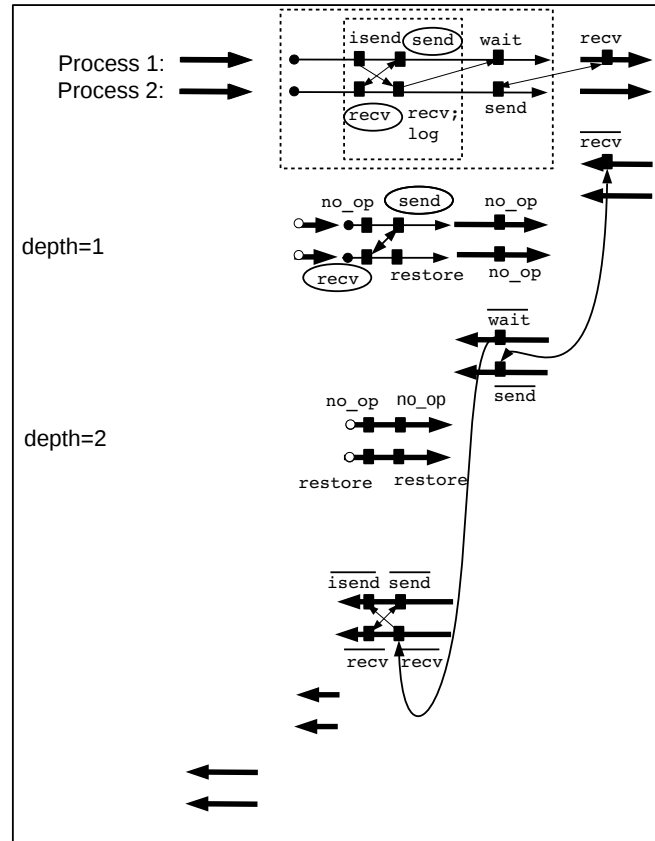 isend send wait recv
Process 1:
Process 2:
recv recv; send
log
recv
no_op send no_op
depth=1
recv restore no_op
wait
send
no_op no_op
depth=2
restore restore
isend send
recv recv